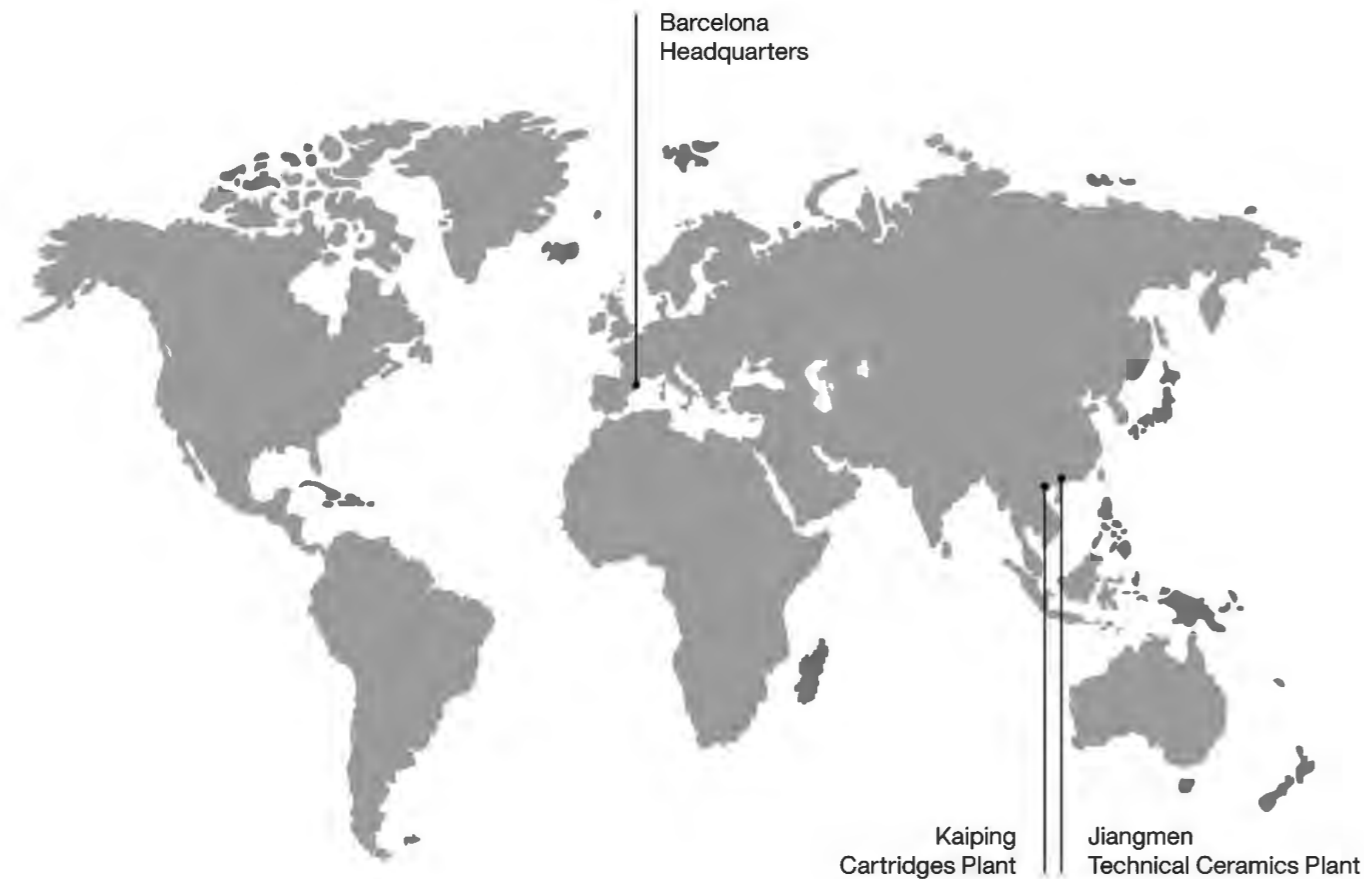 Barcelona
Headquarters
Kaiping
Cartridges Plant
Jiangmen
Technical Ceramics Plant